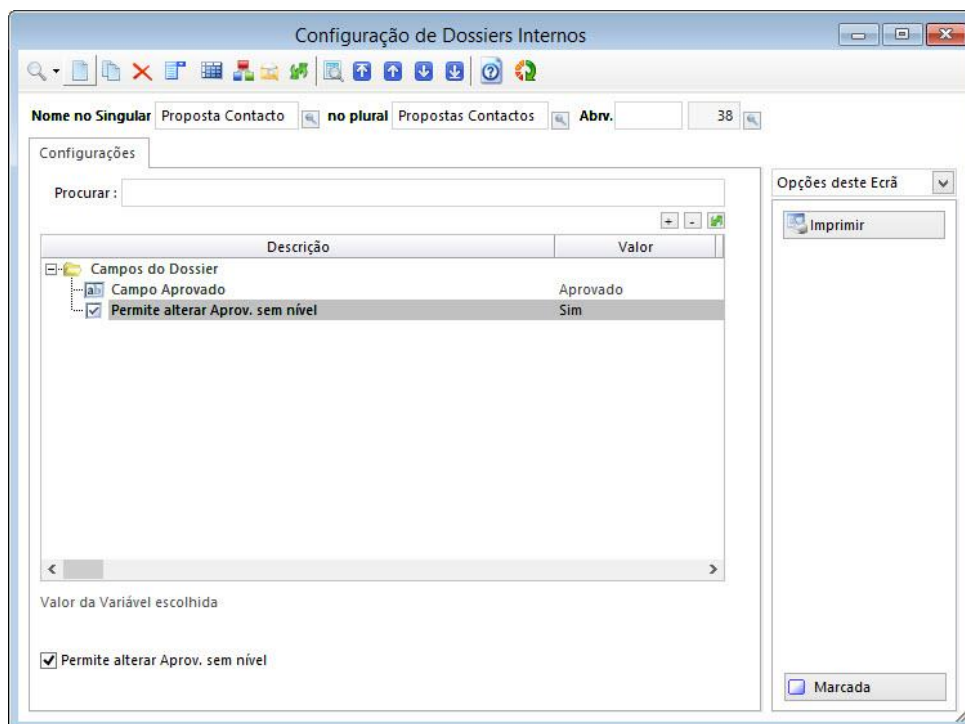 Configuração de Dossiers Internos
Nome no Singular Proposta Contacto no plural Propostas Contactos Abrv. 38
Configurações
Opções deste Ecrã
Procurar :
Imprimir
+ -
Descrição Valor
Campos do Dossier
ab Campo Aprovado Aprovado
Permite alterar Aprov. sem nível Sim
Valor da Variável escolhida
Permite alterar Aprov. sem nível
Marcada